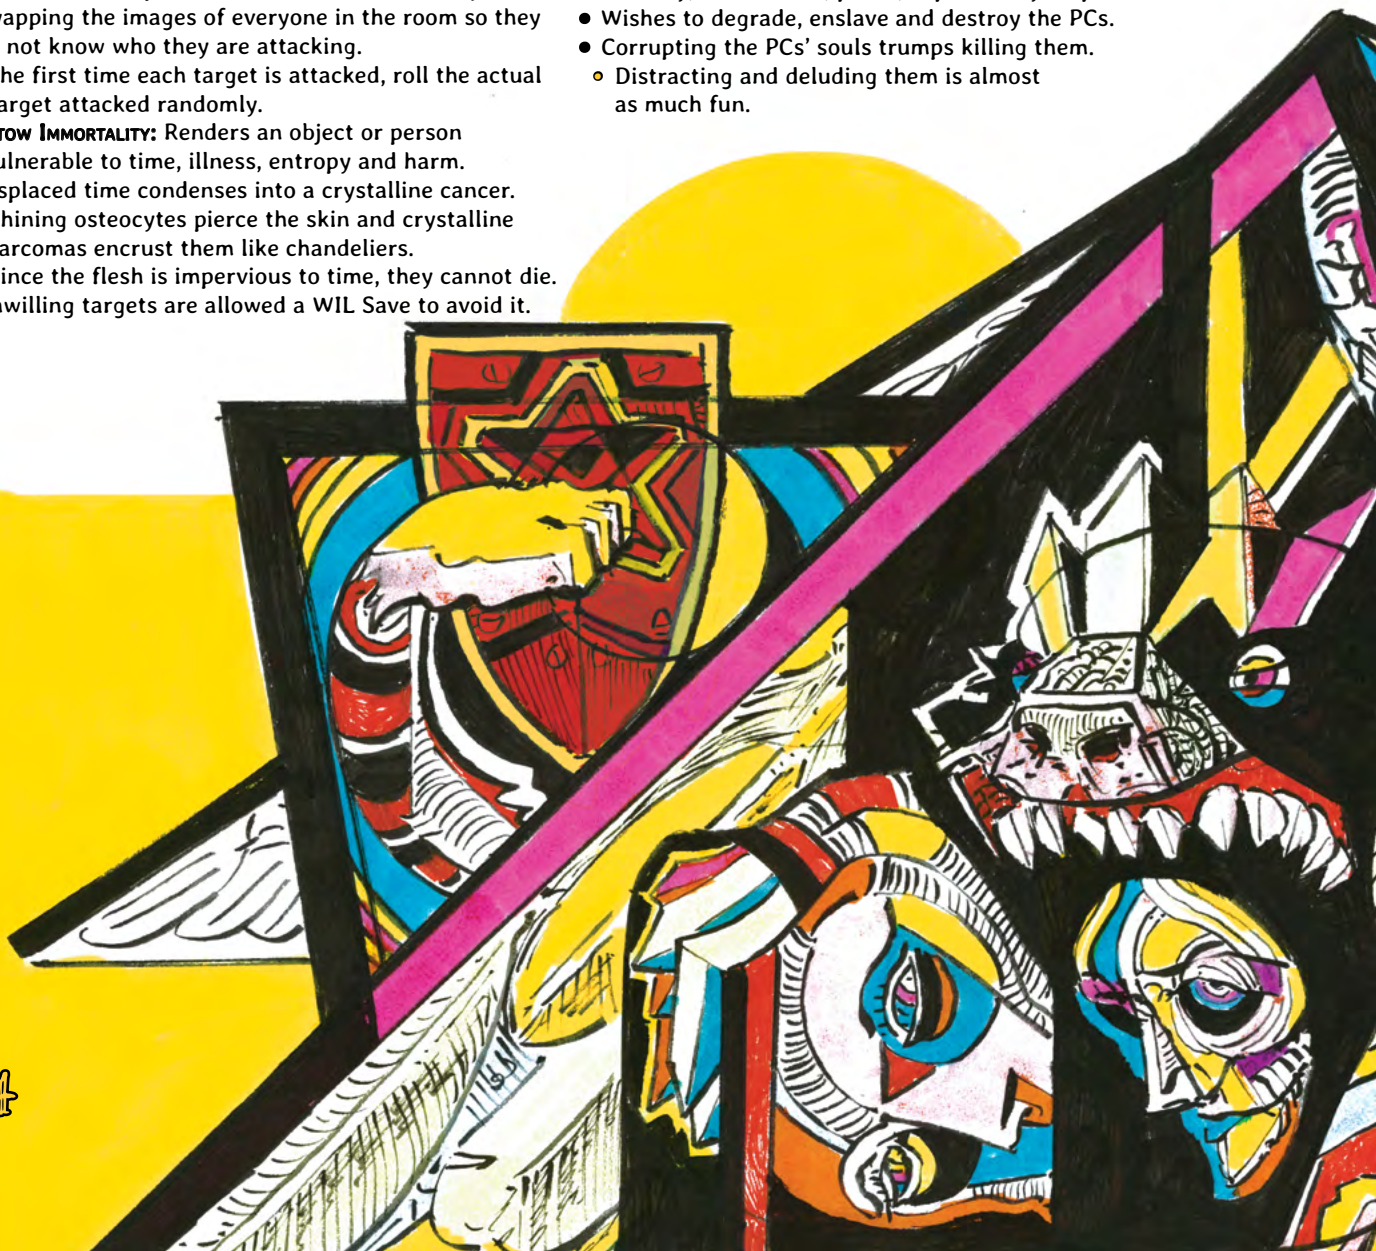 wapping the images of everyone in the room so they
not know who they are attacking.
he first time each target is attacked, roll the actual
arget attacked randomly.
TOW IMMORTALITY: Renders an object or person
ulnerable to time, illness, entropy and harm.
splaced time condenses into a crystalline cancer.
hining osteocytes pierce the skin and crystalline
arcomas encrust them like chandeliers.
ince the flesh is impervious to time, they cannot die.
willing targets are allowed a WIL Save to avoid it.
• Wishes to degrade, enslave and destroy the PCs.
• Corrupting the PCs' souls trumps killing them.
• Distracting and deluding them is almost
as much fun.
4